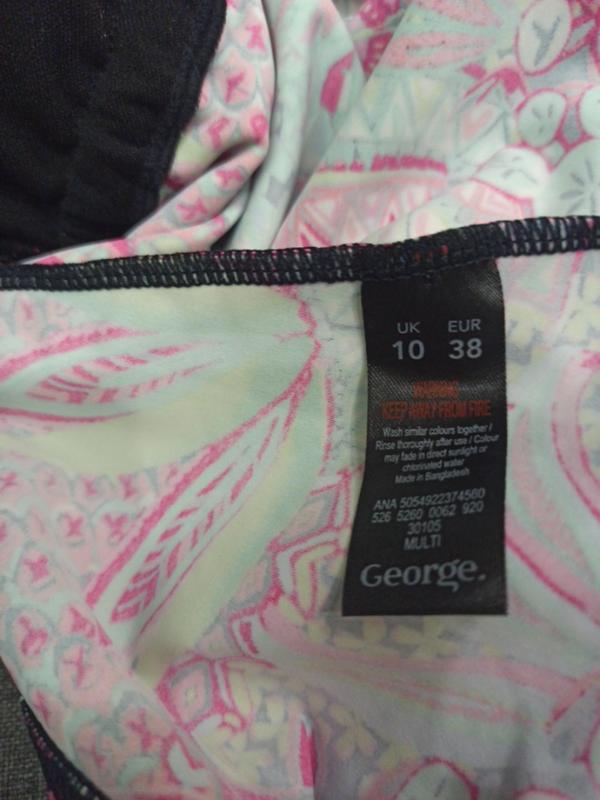 UK EUR
10 38
WARNING
KEEP AWAY FROM FIRE
Wash similar colours together /
Rinse thoroughly after use / Colour
may fade in direct sunlight or
chlorinated water
Made in Bangladesh
ANA 5054922374560
526 5260 0062 920
30105
MULTI
George.